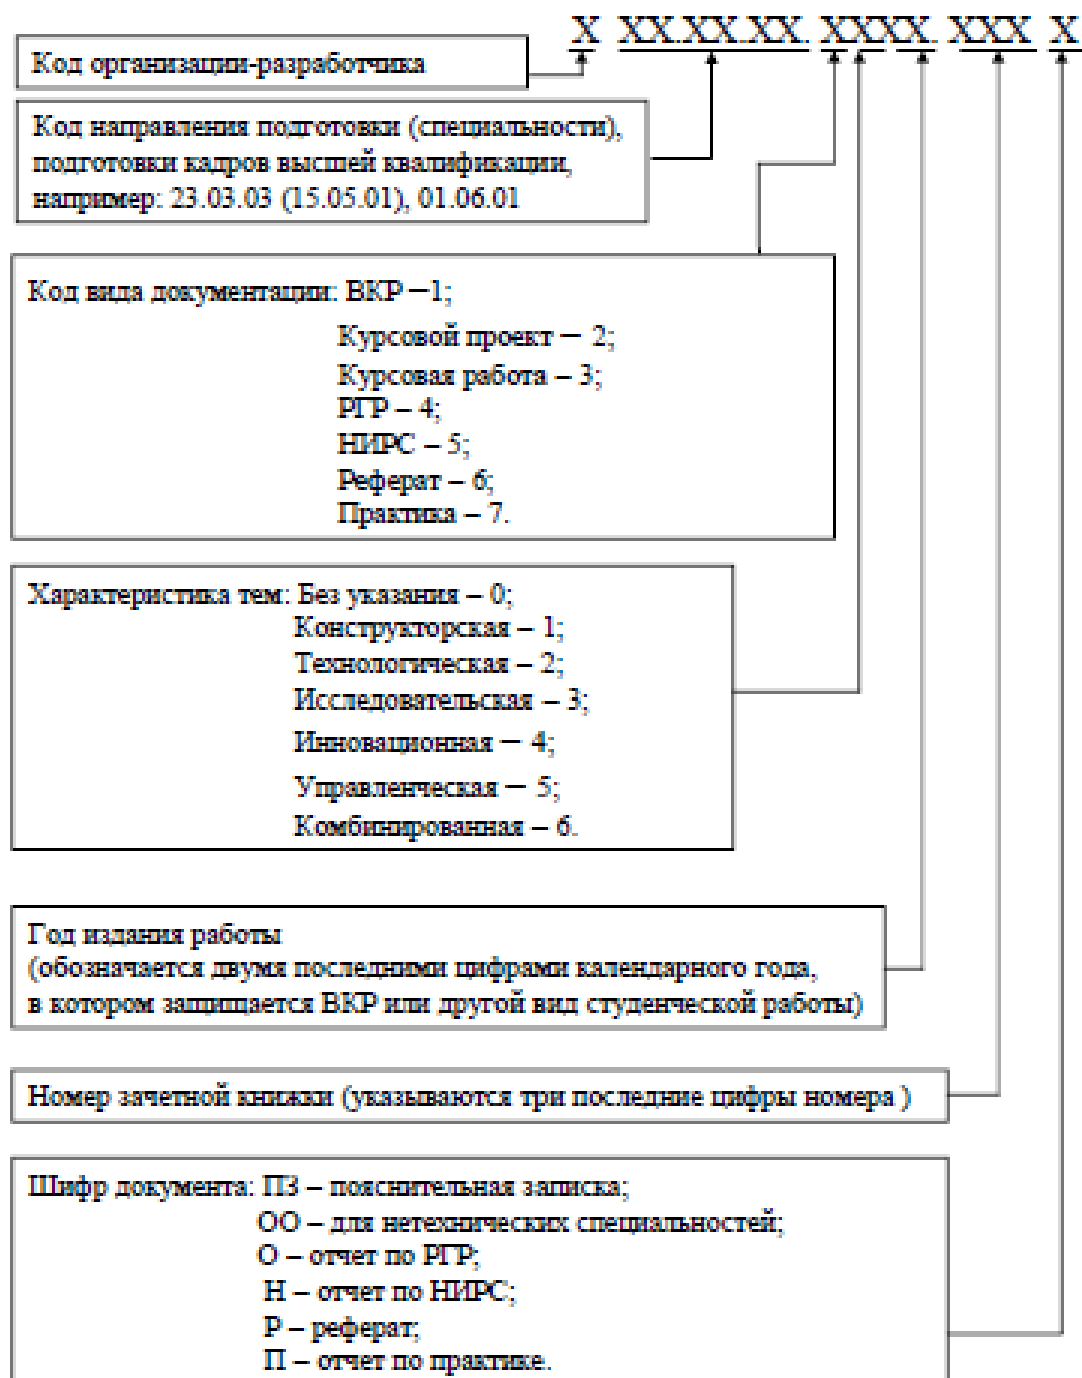 X XX.XX.XX. XXXX. XXX X
Код организации-разработчика
Код направления подготовки (специальности),
подготовки кадров высшей квалификации,
например: 23.03.03 (15.05.01), 01.06.01
Код вида документации: ВКР —1;
Курсовой проект — 2;
Курсовая работа – 3;
РГР – 4;
НИРС – 5;
Реферат – 6;
Практика – 7.
Характеристика тем: Без указания – 0;
Конструкторская – 1;
Технологическая – 2;
Исследовательская – 3;
Инновационная — 4;
Управленческая — 5;
Комбинированная – 6.
Год издания работы
(обозначается двумя последними цифрами календарного года,
в котором защищается ВКР или другой вид студенческой работы)
Номер зачетной книжки (указываются три последние цифры номера )
Шифр документа: ПЗ – пояснительная записка;
ОО – для нетехнических специальностей;
О – отчет по РГР;
Н – отчет по НИРС;
Р – реферат;
П – отчет по практике.